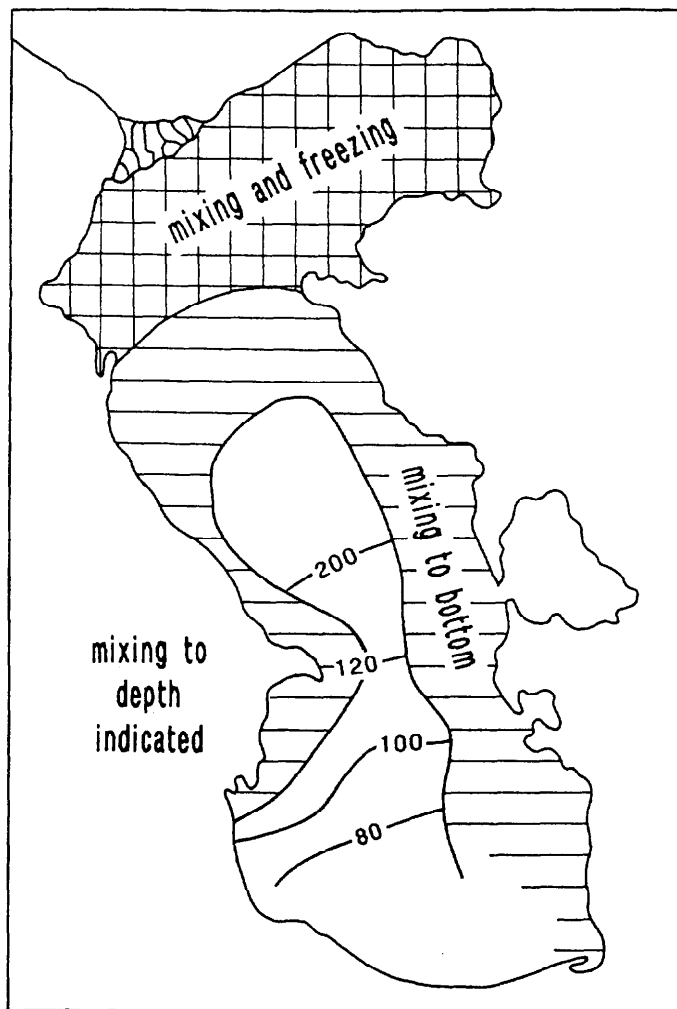 mixing and freezing
mixing to bottom
200
120
mixing to
depth
indicated
100
80